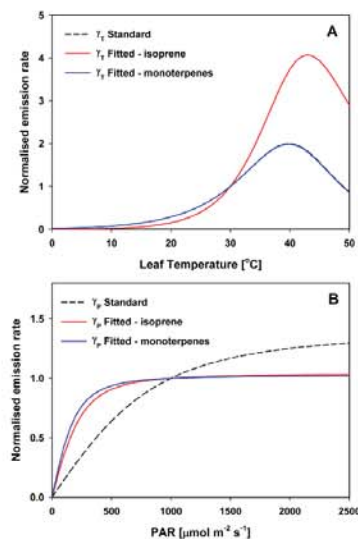 A
γT Standard
γT Fitted - isoprene
γT Fitted - monoterpenes
Normalised emission rate
5
4
3
2
1
0
0 10 20 30 40 50
Leaf Temperature [°C]
B
γP Standard
γP Fitted - isoprene
γP Fitted - monoterpenes
Normalised emission rate
1.5
1.0
0.5
0.0
0 500 1000 1500 2000 2500
PAR [μmol m-2 s-1]